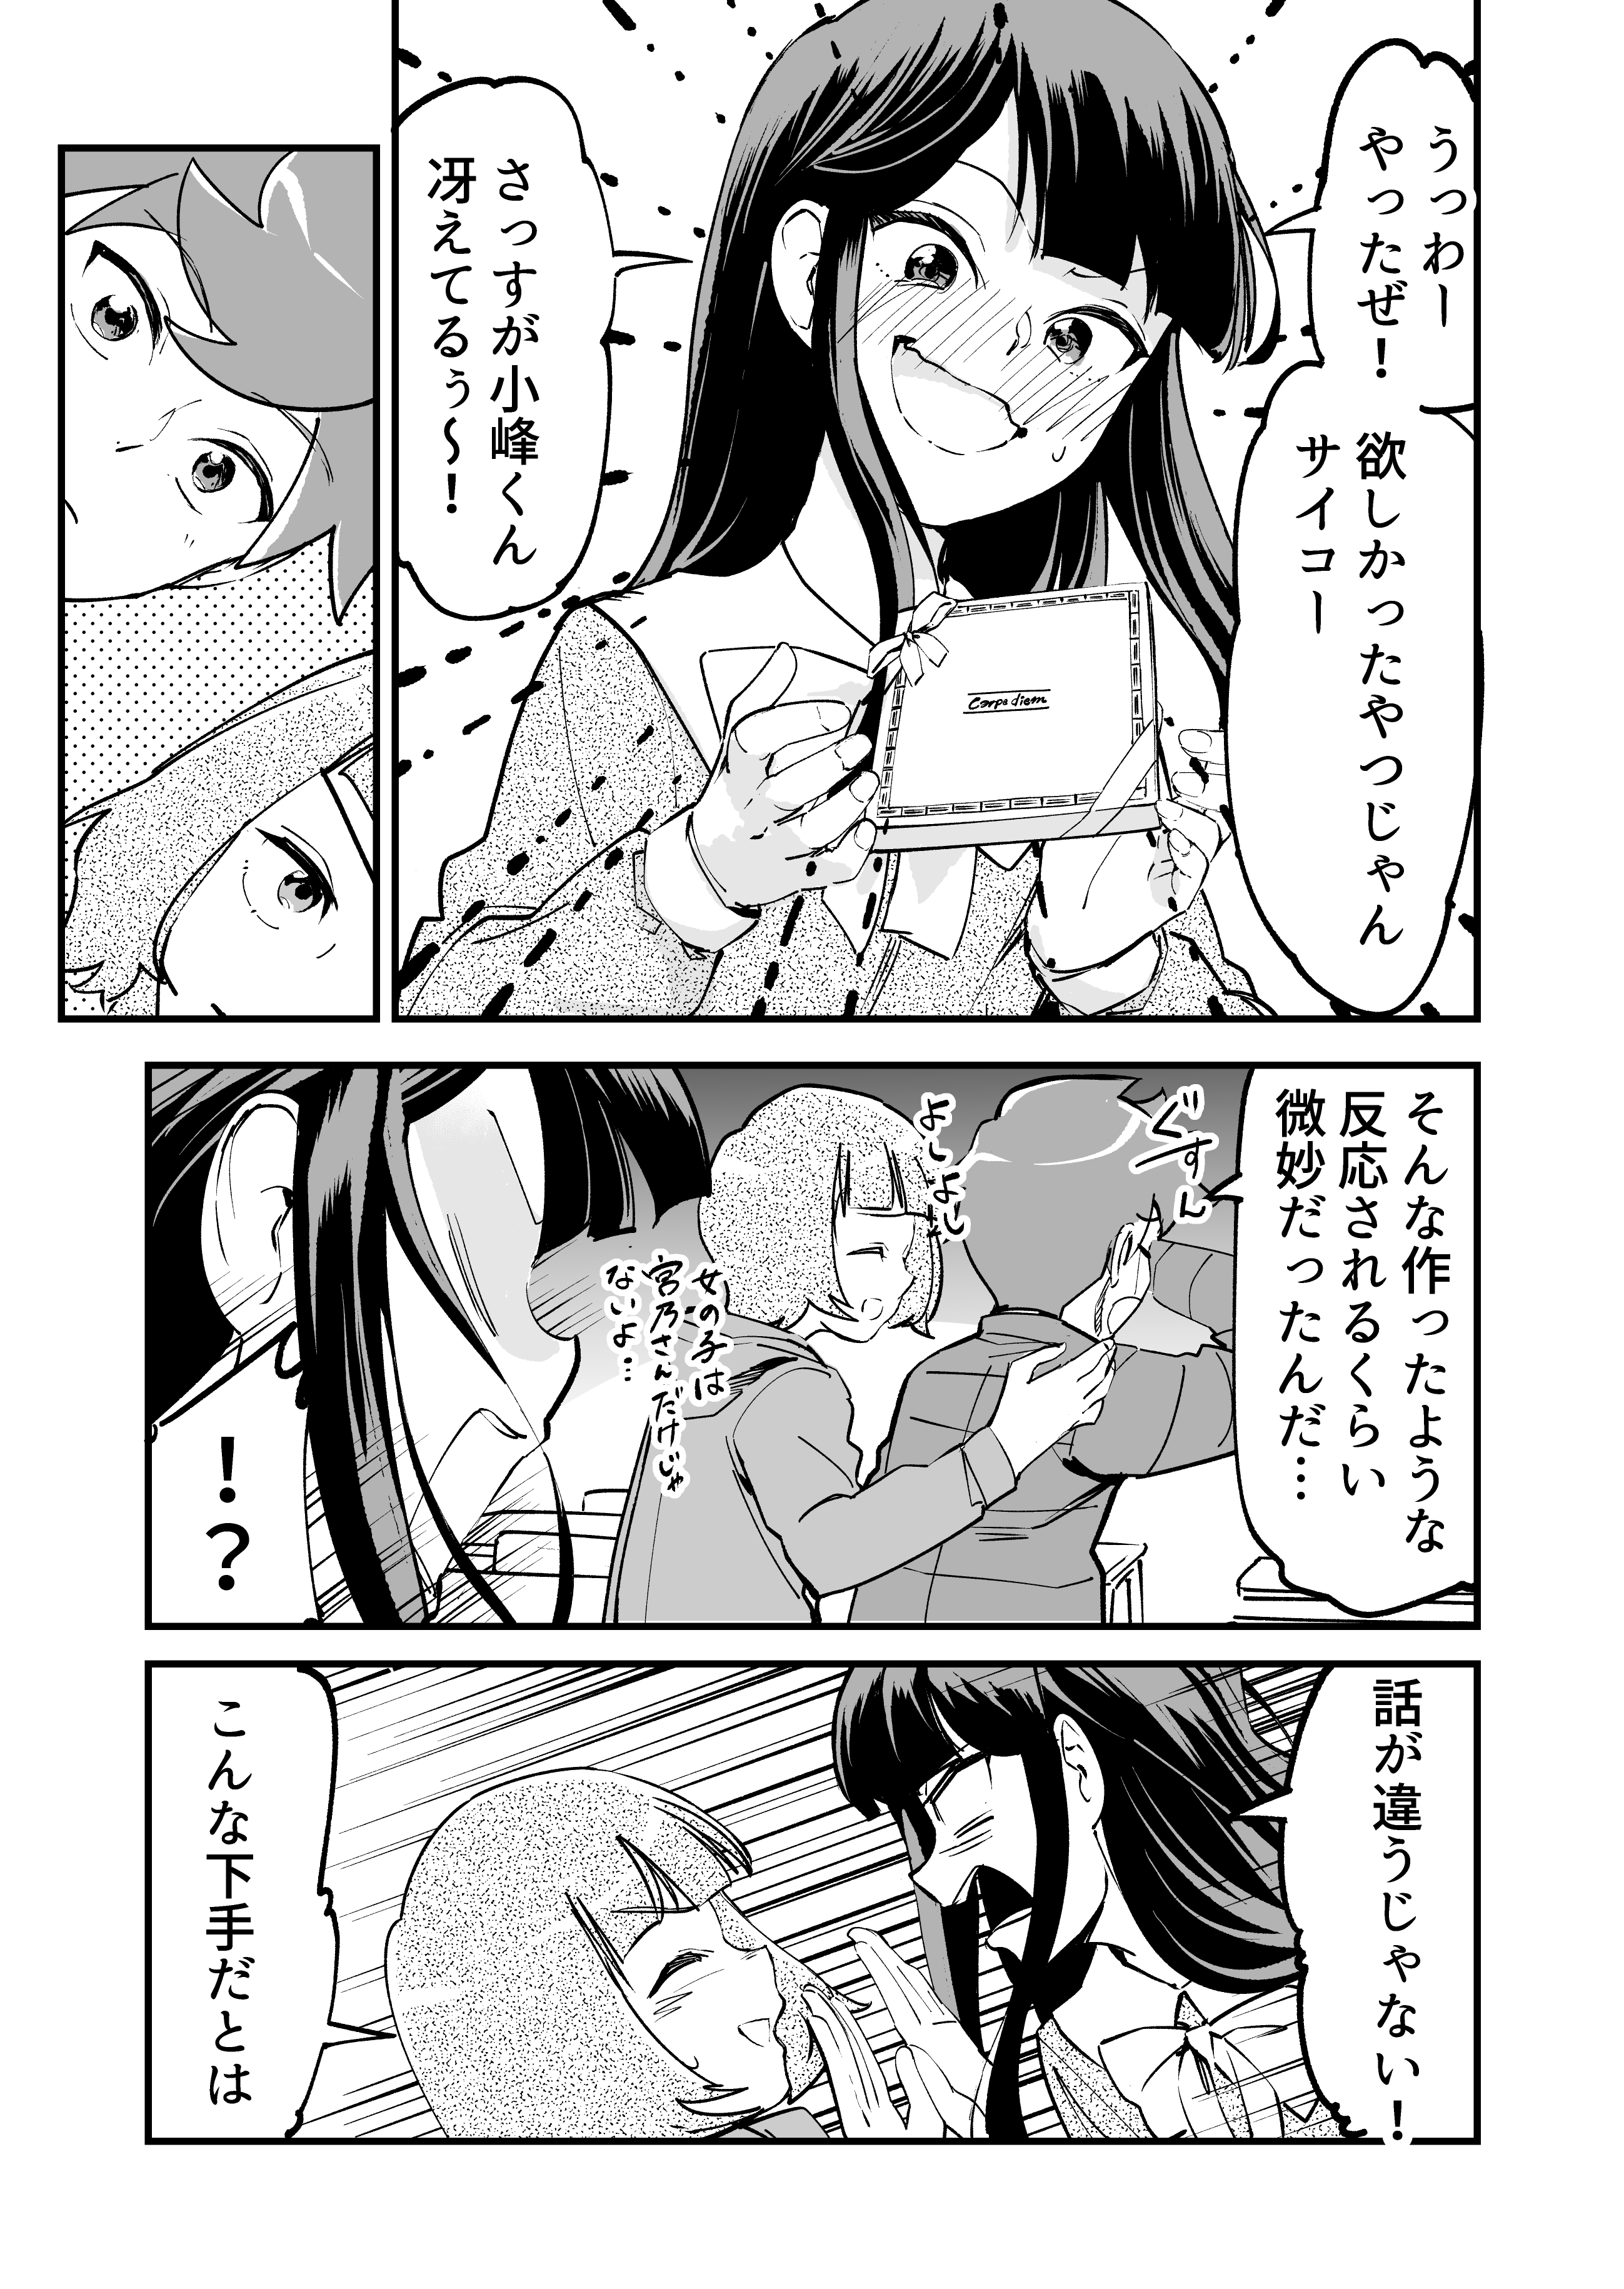 うっわー
やったぜ！
欲しかったやつじゃん
サイコー
さっすが小峰くん
冴えてるぅ～！
Carpe diem
そんな作ったような
反応されるくらい
微妙だったんだ…
ぐすん
よしよし
女の子は
宮乃さんだけじゃ
ないよ…
！？
話が違うじゃない！
こんな下手だとは